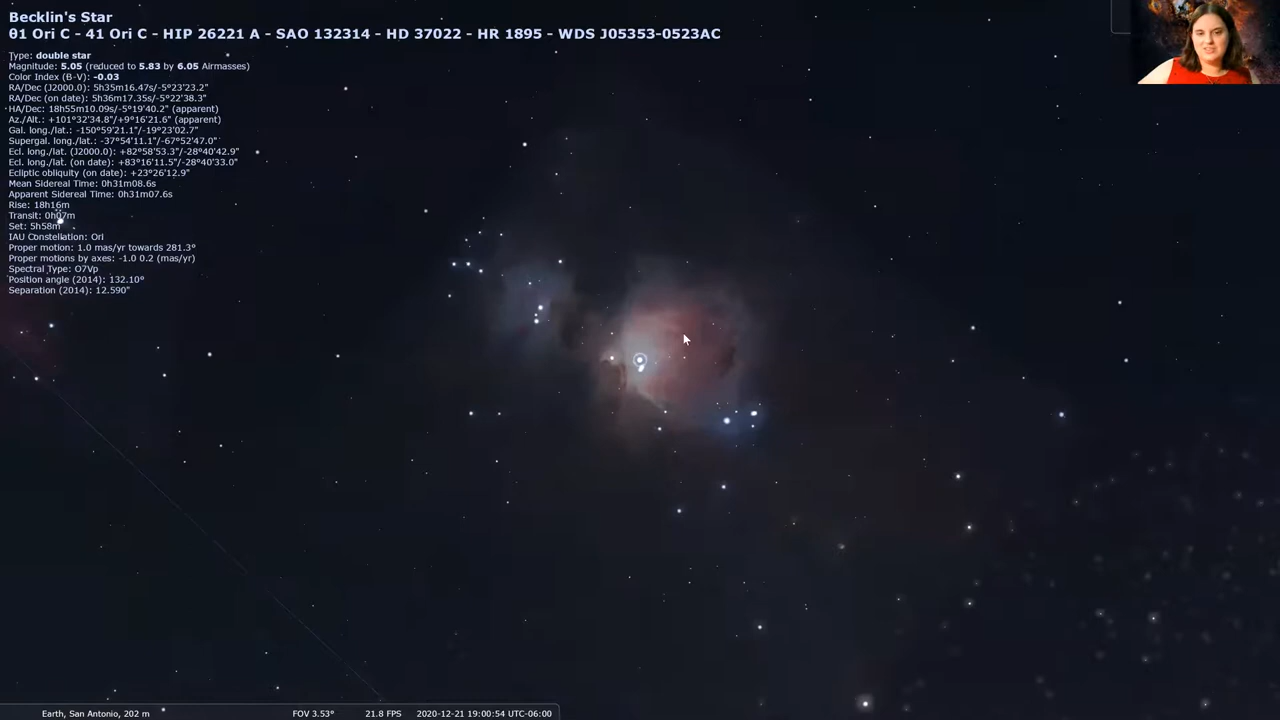 Becklin's Star
θ1 Ori C - 41 Ori C - HIP 26221 A - SAO 132314 - HD 37022 - HR 1895 - WDS J05353-0523AC
Type: double star
Magnitude: 5.05 (reduced to 5.83 by 6.05 Airmasses)
Color Index (B-V): -0.03
RA/Dec (J2000.0): 5h35m16.47s/-5°23'23.2"
RA/Dec (on date): 5h36m17.35s/-5°22'38.3"
HA/Dec: 18h55m10.09s/-5°19'40.2" (apparent)
Az./Alt.: +101°32'34.8"/+9°16'21.6" (apparent)
Gal. long./lat.: -150°59'21.1"/-19°23'02.7"
Supergal. long./lat.: -37°54'11.1"/-67°52'47.0"
Ecl. long./lat. (J2000.0): +82°58'53.3"/-28°40'42.9"
Ecl. long./lat. (on date): +83°16'11.5"/-28°40'33.0"
Ecliptic obliquity (on date): +23°26'12.9"
Mean Sidereal Time: 0h31m08.6s
Apparent Sidereal Time: 0h31m07.6s
Rise: 18h16m
Transit: 0h07m
Set: 5h58m
IAU Constellation: Ori
Proper motion: 1.0 mas/yr towards 281.3°
Proper motions by axes: -1.0 0.2 (mas/yr)
Spectral Type: O7Vp
Position angle (2014): 132.10°
Separation (2014): 12.590"
Earth, San Antonio, 202 m FOV 3.53° 21.8 FPS 2020-12-21 19:00:54 UTC-06:00